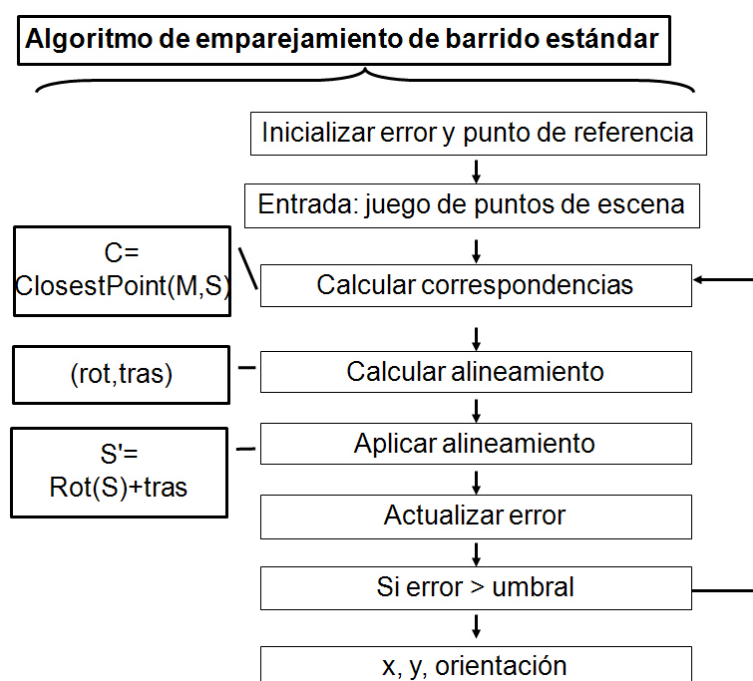 Algoritmo de emparejamiento de barrido estándar
Inicializar error y punto de referencia
Entrada: juego de puntos de escena
C=
ClosestPoint(M,S)
Calcular correspondencias
(rot,tras)
Calcular alineamiento
S'=
Rot(S)+tras
Aplicar alineamiento
Actualizar error
Si error > umbral
x, y, orientación